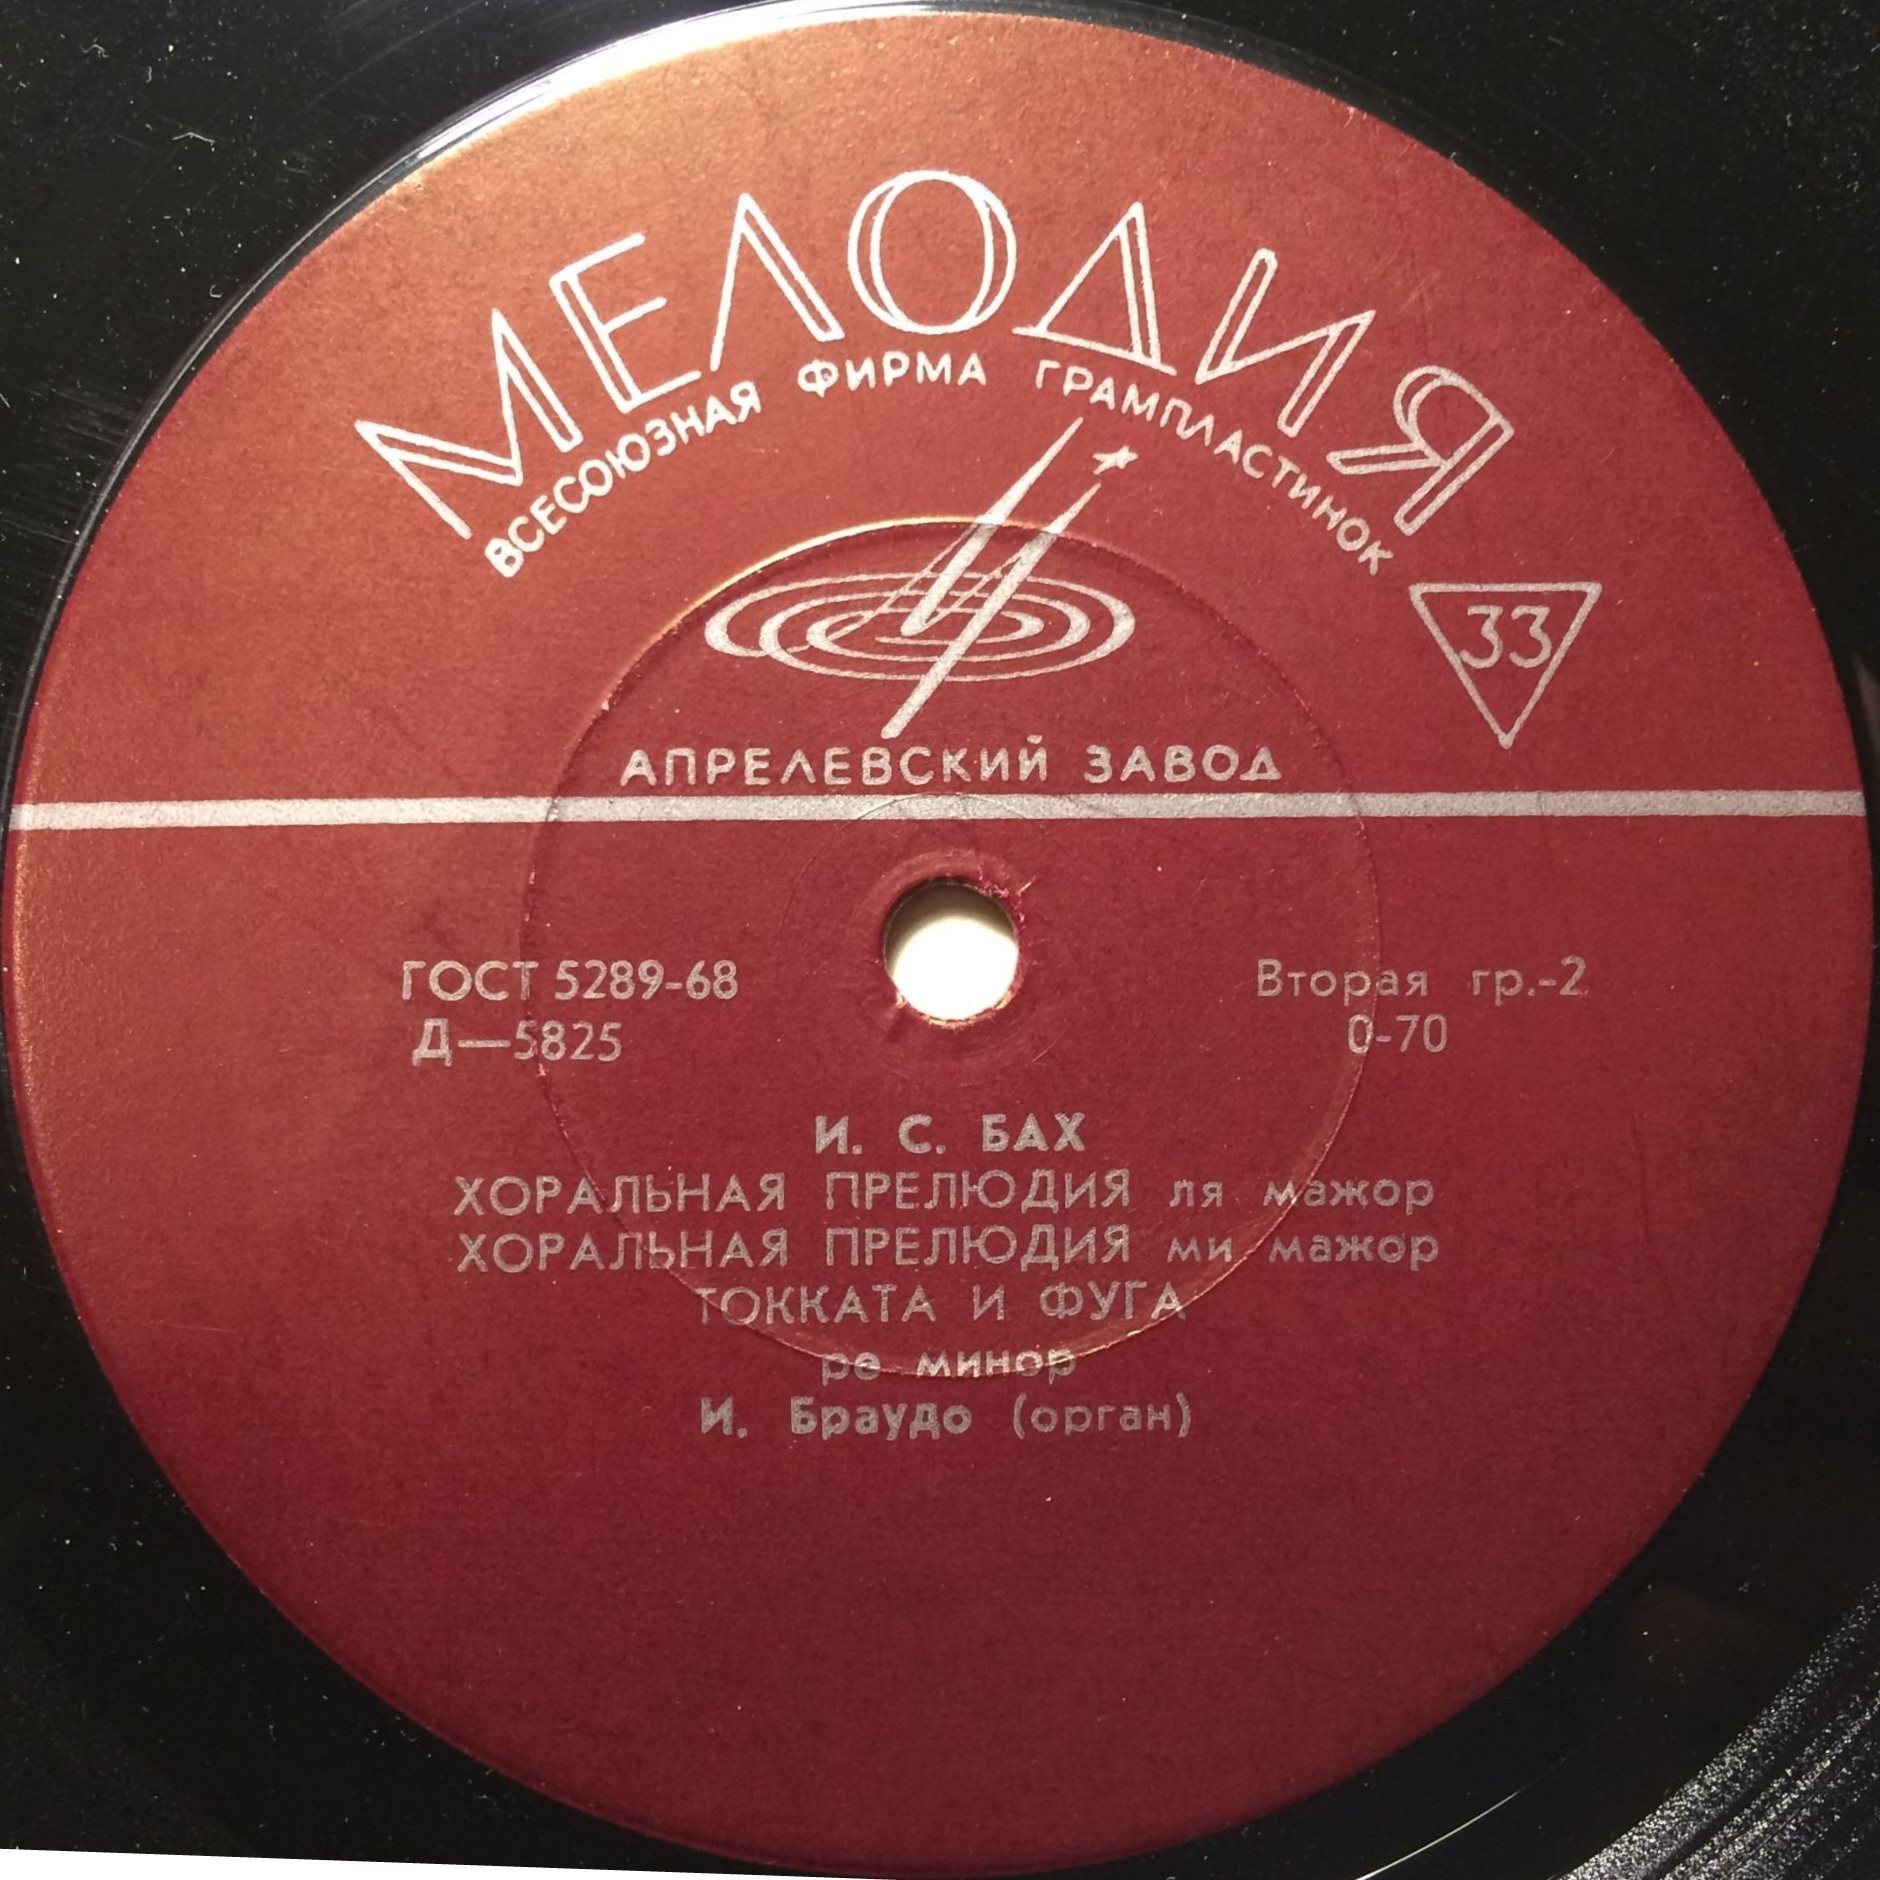 МЕЛОДИЯ
ВСЕСОЮЗНАЯ ФИРМА ГРАМПЛАСТИНОК
33
АПРЕЛЕВСКИЙ ЗАВОД
ГОСТ 5289-68
Вторая гр.-2
Д—5825
0-70
И. С. БАХ
ХОРАЛЬНАЯ ПРЕЛЮДИЯ ля мажор
ХОРАЛЬНАЯ ПРЕЛЮДИЯ ми мажор
ТОККАТА И ФУГА
ре минор
И. Браудо (орган)